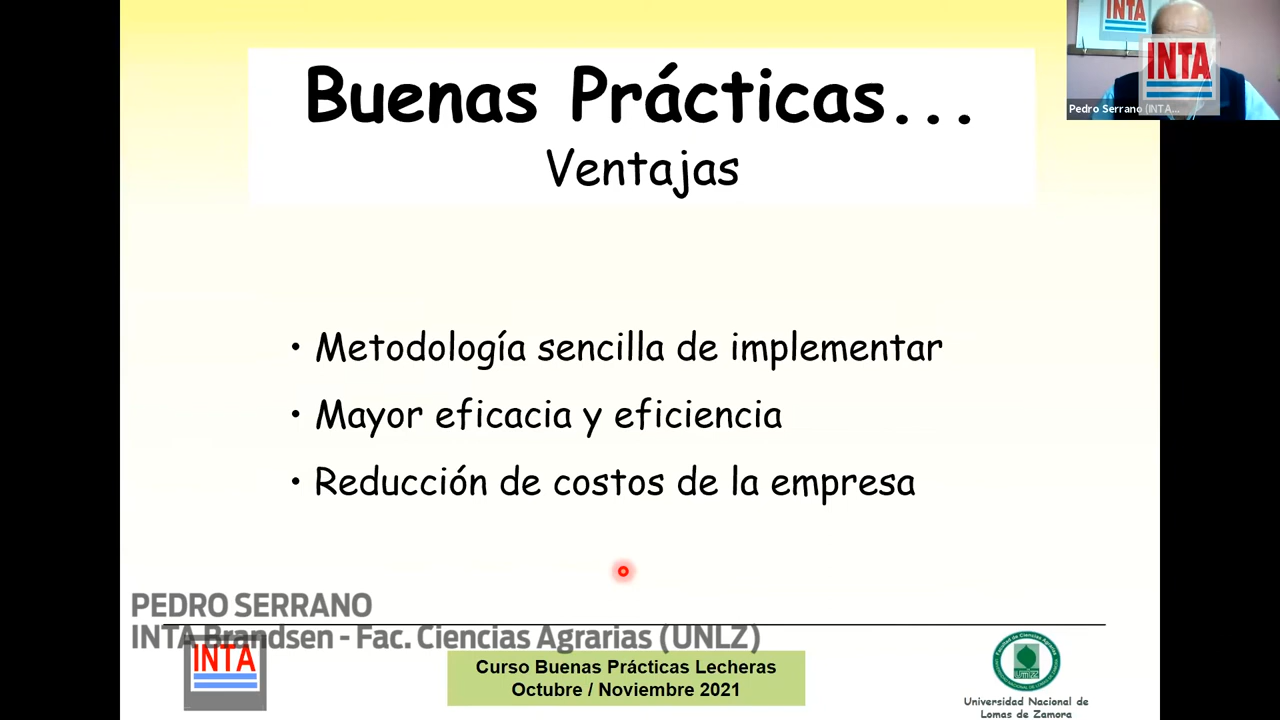 Buenas Prácticas...
Ventajas
• Metodología sencilla de implementar
• Mayor eficacia y eficiencia
• Reducción de costos de la empresa
PEDRO SERRANO
INTA Brandsen - Fac. Ciencias Agrarias (UNLZ)
INTA
Curso Buenas Prácticas Lecheras
Octubre / Noviembre 2021
Universidad Nacional de
Lomas de Zamora
INTA
INTA
Pedro Serrano (INTA...